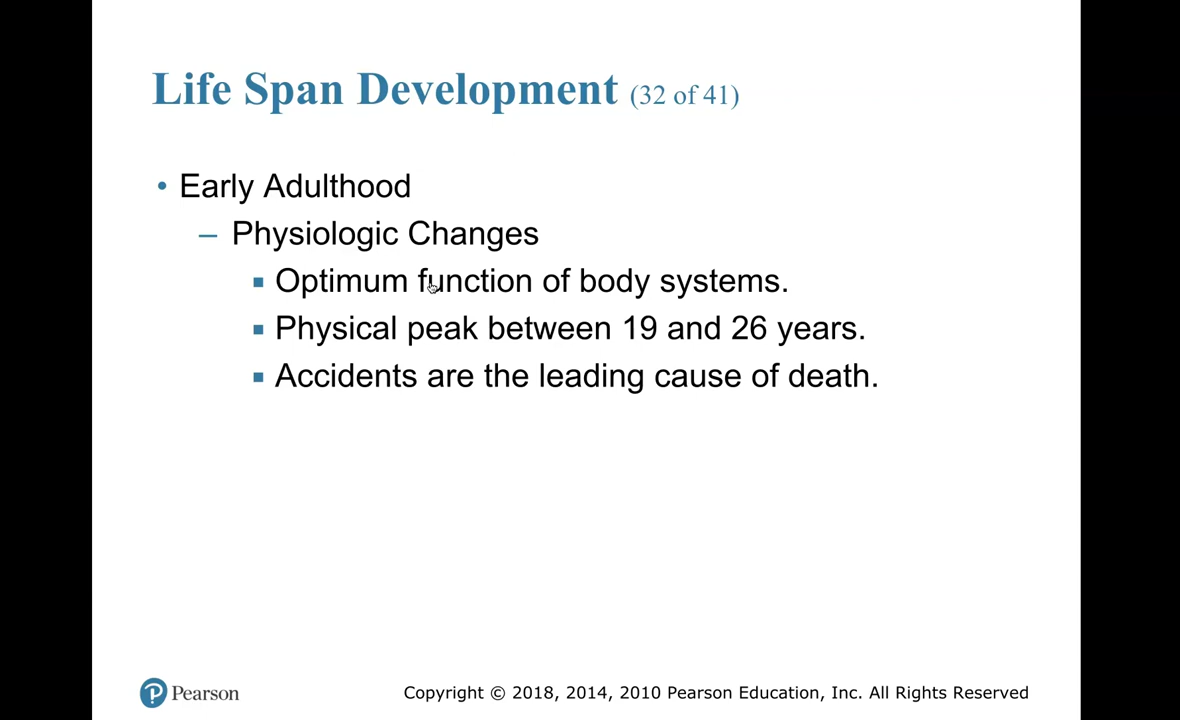 Life Span Development (32 of 41)
• Early Adulthood
– Physiologic Changes
▪ Optimum function of body systems.
▪ Physical peak between 19 and 26 years.
▪ Accidents are the leading cause of death.
P Pearson
Copyright © 2018, 2014, 2010 Pearson Education, Inc. All Rights Reserved